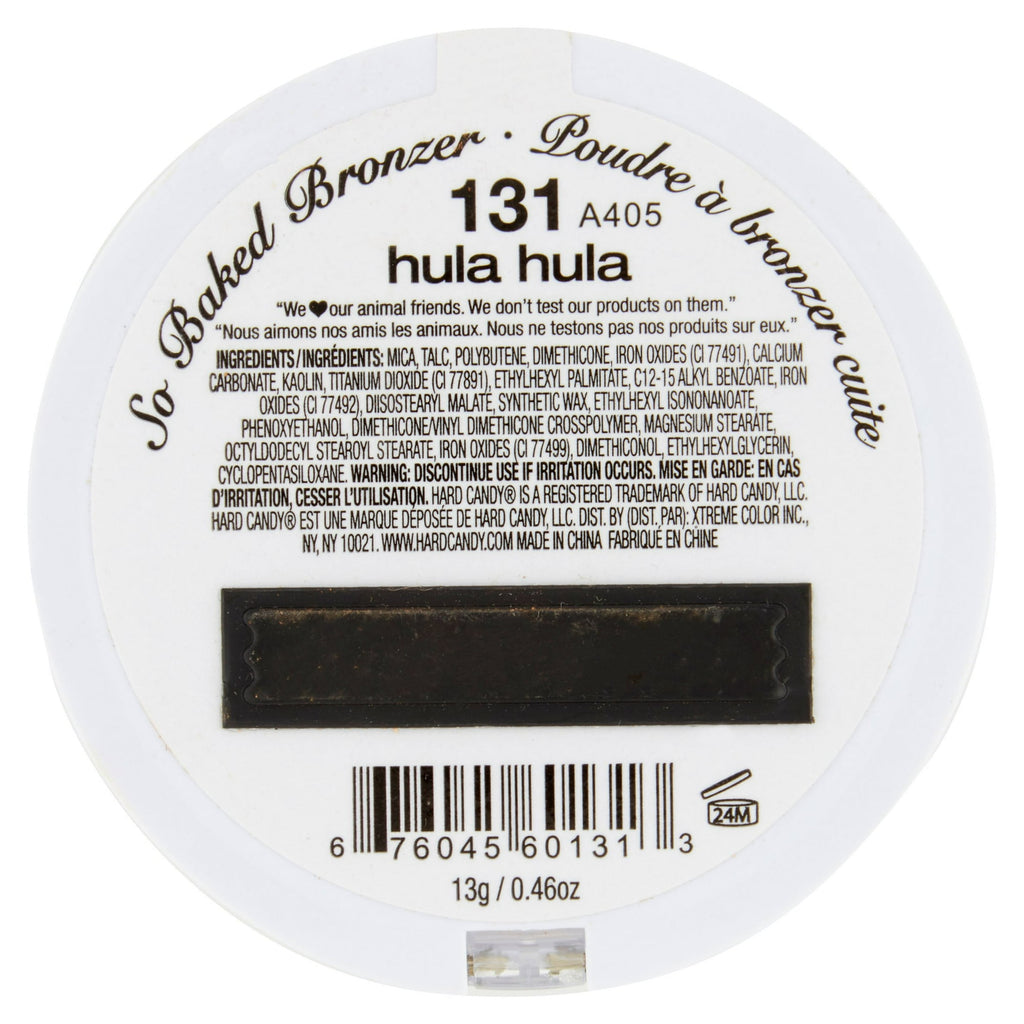 So Baked Bronzer · Poudre à bronzer cuite
131 A405
hula hula
"We ♥ our animal friends. We don't test our products on them."
"Nous aimons nos amis les animaux. Nous ne testons pas nos produits sur eux."
INGREDIENTS/INGRÉDIENTS: MICA, TALC, POLYBUTENE, DIMETHICONE, IRON OXIDES (CI 77491), CALCIUM
CARBONATE, KAOLIN, TITANIUM DIOXIDE (CI 77891), ETHYLHEXYL PALMITATE, C12-15 ALKYL BENZOATE, IRON
OXIDES (CI 77492), DIISOSTEARYL MALATE, SYNTHETIC WAX, ETHYLHEXYL ISONONANOATE,
PHENOXYETHANOL, DIMETHICONE/VINYL DIMETHICONE CROSSPOLYMER, MAGNESIUM STEARATE,
OCTYLDODECYL STEAROYL STEARATE, IRON OXIDES (CI 77499), DIMETHICONOL, ETHYLHEXYLGLYCERIN,
CYCLOPENTASILOXANE. WARNING: DISCONTINUE USE IF IRRITATION OCCURS. MISE EN GARDE: EN CAS
D'IRRITATION, CESSER L'UTILISATION. HARD CANDY® IS A REGISTERED TRADEMARK OF HARD CANDY, LLC.
HARD CANDY® EST UNE MARQUE DÉPOSÉE DE HARD CANDY, LLC. DIST. BY (DIST. PAR): XTREME COLOR INC.,
NY, NY 10021. WWW.HARDCANDY.COM MADE IN CHINA FABRIQUÉ EN CHINE
24M
6 76045 60131 3
13g / 0.46oz